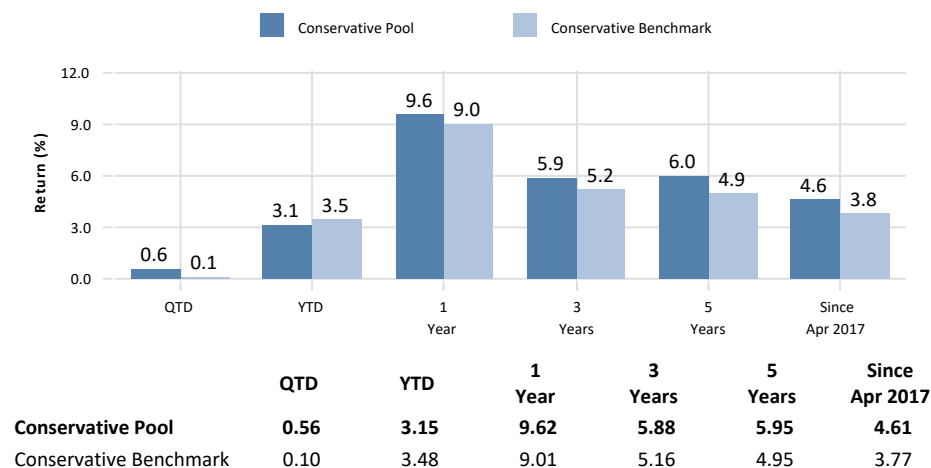 Conservative Pool Conservative Benchmark
12.0
9.0
6.0
3.0
0.0
Return (%)
0.6 0.1 3.1 3.5 9.6 9.0 5.9 5.2 6.0 4.9 4.6 3.8
QTD YTD 1 3 5 Since
Year Years Years Apr 2017
QTD YTD 1 3 5 Since
Year Years Years Apr 2017
Conservative Pool 0.56 3.15 9.62 5.88 5.95 4.61
Conservative Benchmark 0.10 3.48 9.01 5.16 4.95 3.77